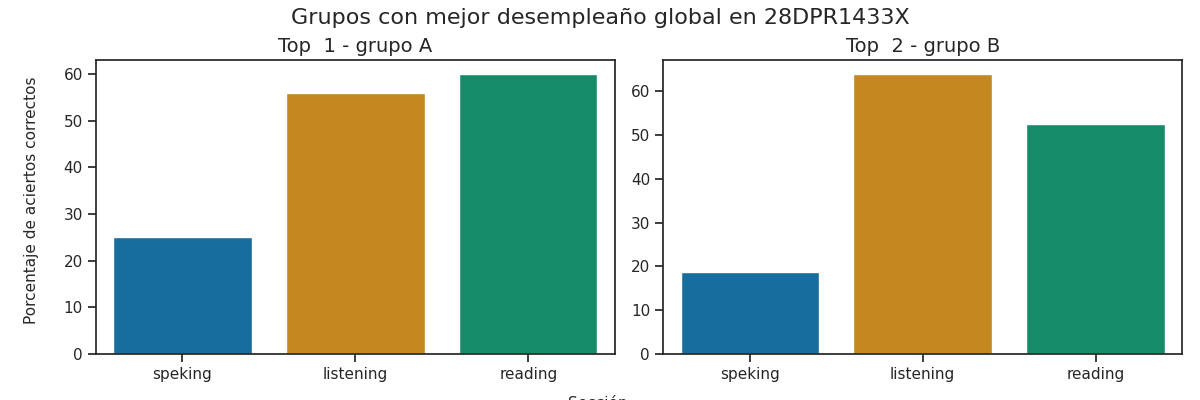 Grupos con mejor desempleaño global en 28DPR1433X
Top  1 - grupo A
Top  2 - grupo B
Porcentaje de aciertos correctos
60
50
40
30
20
10
0
speking
listening
reading
60
50
40
30
20
10
0
speking
listening
reading
Sección